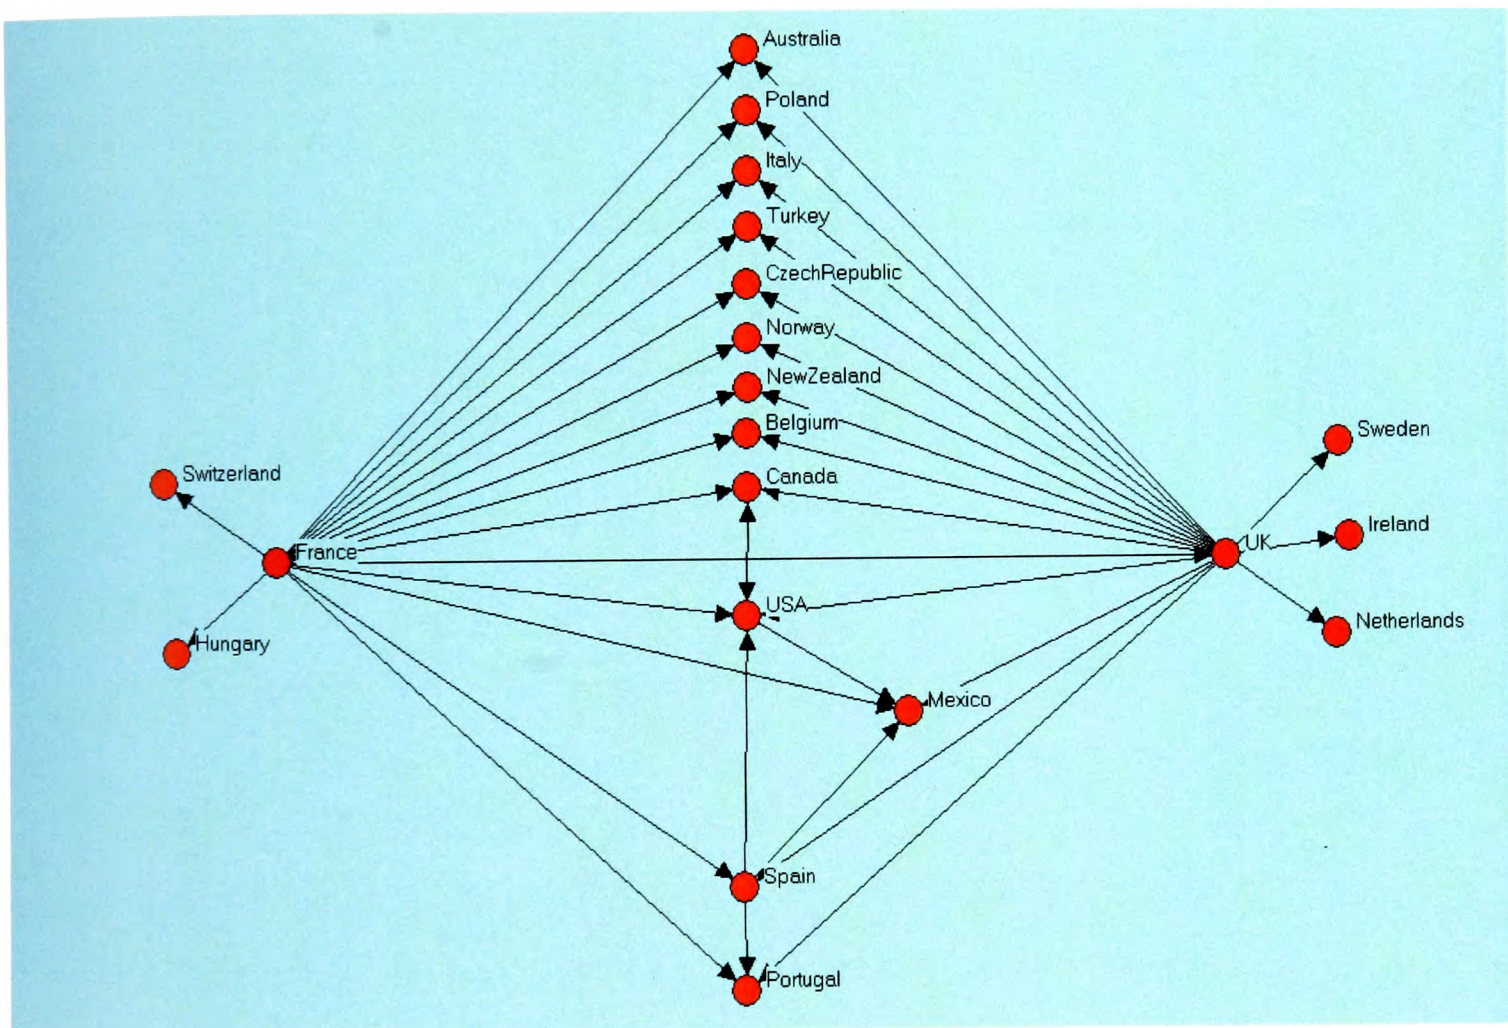 Australia
Poland
Italy
Turkey
CzechRepublic
Norway
NewZealand
Belgium
Canada
Sweden
Switzerland
Ireland
France
UK
USA
Netherlands
Hungary
Mexico
Spain
Portugal